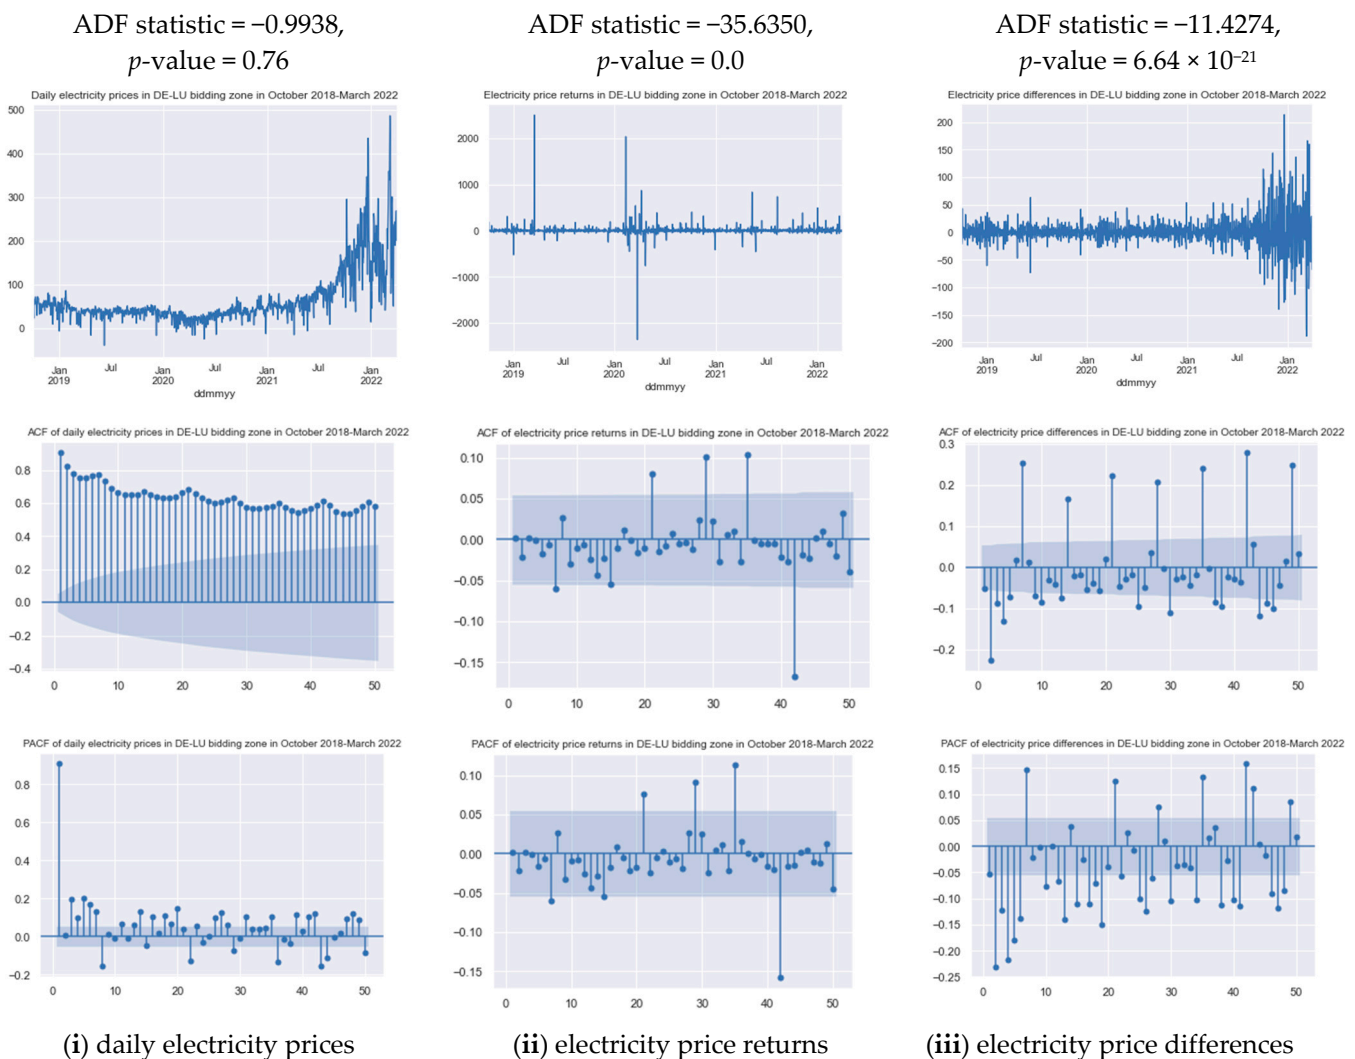 ADF statistic = −0.9938,
p-value = 0.76
ADF statistic = −35.6350,
p-value = 0.0
ADF statistic = −11.4274,
p-value = 6.64 × 10⁻²¹
Daily electricity prices in DE-LU bidding zone in October 2018-March 2022
500
400
300
200
100
0
Jan
2019
Jul
Jan
2020
Jul
Jan
2021
Jul
Jan
2022
ddmmyy
Electricity price returns in DE-LU bidding zone in October 2018-March 2022
2000
1000
0
−1000
−2000
Jan
2019
Jul
Jan
2020
Jul
Jan
2021
Jul
Jan
2022
ddmmyy
Electricity price differences in DE-LU bidding zone in October 2018-March 2022
200
150
100
50
0
−50
−100
−150
−200
Jan
2019
Jul
Jan
2020
Jul
Jan
2021
Jul
Jan
2022
ddmmyy
ACF of daily electricity prices in DE-LU bidding zone in October 2018-March 2022
0.8
0.6
0.4
0.2
0.0
−0.2
−0.4
0 10 20 30 40 50
ACF of electricity price returns in DE-LU bidding zone in October 2018-March 2022
0.10
0.05
0.00
−0.05
−0.10
−0.15
0 10 20 30 40 50
ACF of electricity price differences in DE-LU bidding zone in October 2018-March 2022
0.3
0.2
0.1
0.0
−0.1
−0.2
0 10 20 30 40 50
PACF of daily electricity prices in DE-LU bidding zone in October 2018-March 2022
0.8
0.6
0.4
0.2
0.0
−0.2
0 10 20 30 40 50
PACF of electricity price returns in DE-LU bidding zone in October 2018-March 2022
0.10
0.05
0.00
−0.05
−0.10
−0.15
0 10 20 30 40 50
PACF of electricity price differences in DE-LU bidding zone in October 2018-March 2022
0.15
0.10
0.05
0.00
−0.05
−0.10
−0.15
−0.20
−0.25
0 10 20 30 40 50
(i) daily electricity prices
(ii) electricity price returns
(iii) electricity price differences